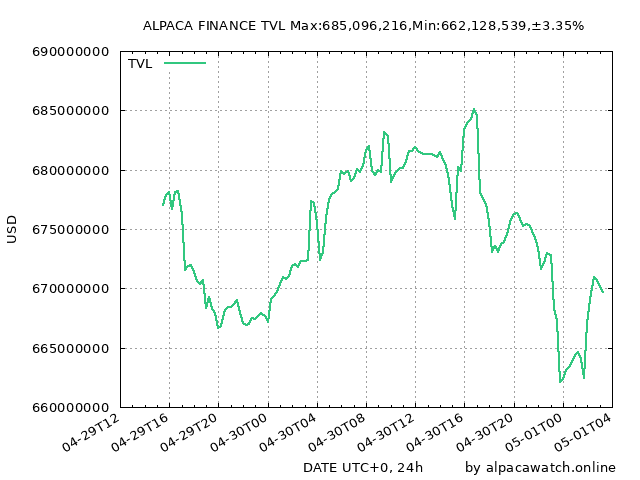 ALPACA FINANCE TVL Max:685,096,216,Min:662,128,539,±3.35%
690000000
TVL
685000000
680000000
675000000
USD
670000000
665000000
660000000
04-29T12
04-29T16
04-29T20
04-30T00
04-30T04
04-30T08
04-30T12
04-30T16
04-30T20
05-01T00
05-01T04
DATE UTC+0, 24h
by alpacawatch.online